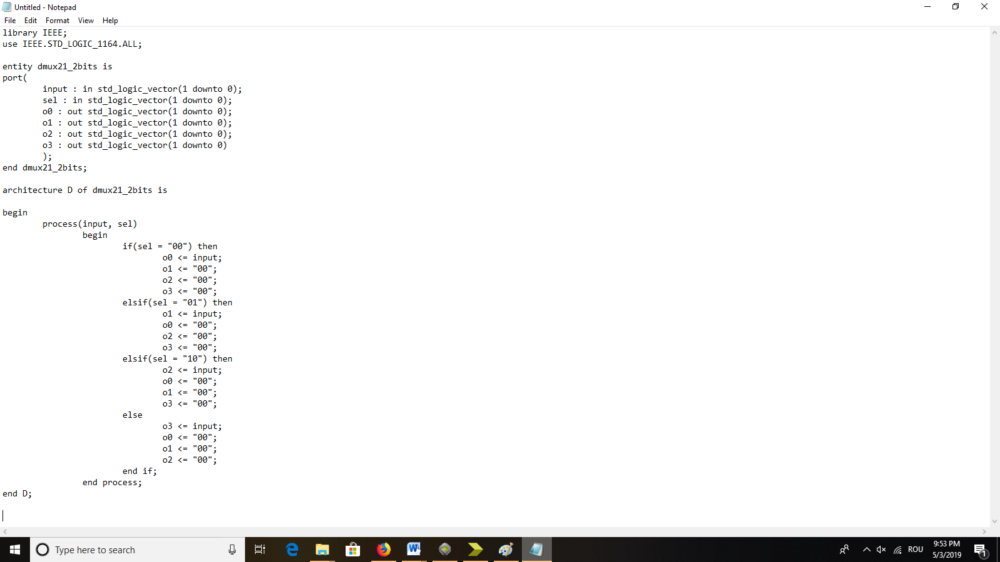 Untitled - Notepad
File Edit Format View Help
library IEEE;
use IEEE.STD_LOGIC_1164.ALL;
entity dmux21_2bits is
port(
input : in std_logic_vector(1 downto 0);
sel : in std_logic_vector(1 downto 0);
o0 : out std_logic_vector(1 downto 0);
o1 : out std_logic_vector(1 downto 0);
o2 : out std_logic_vector(1 downto 0);
o3 : out std_logic_vector(1 downto 0)
);
end dmux21_2bits;
architecture D of dmux21_2bits is
begin
process(input, sel)
begin
if(sel = "00") then
o0 <= input;
o1 <= "00";
o2 <= "00";
o3 <= "00";
elsif(sel = "01") then
o1 <= input;
o0 <= "00";
o2 <= "00";
o3 <= "00";
elsif(sel = "10") then
o2 <= input;
o0 <= "00";
o1 <= "00";
o3 <= "00";
else
o3 <= input;
o0 <= "00";
o1 <= "00";
o2 <= "00";
end if;
end process;
end D;
Type here to search
ROU
9:53 PM
5/3/2019
1